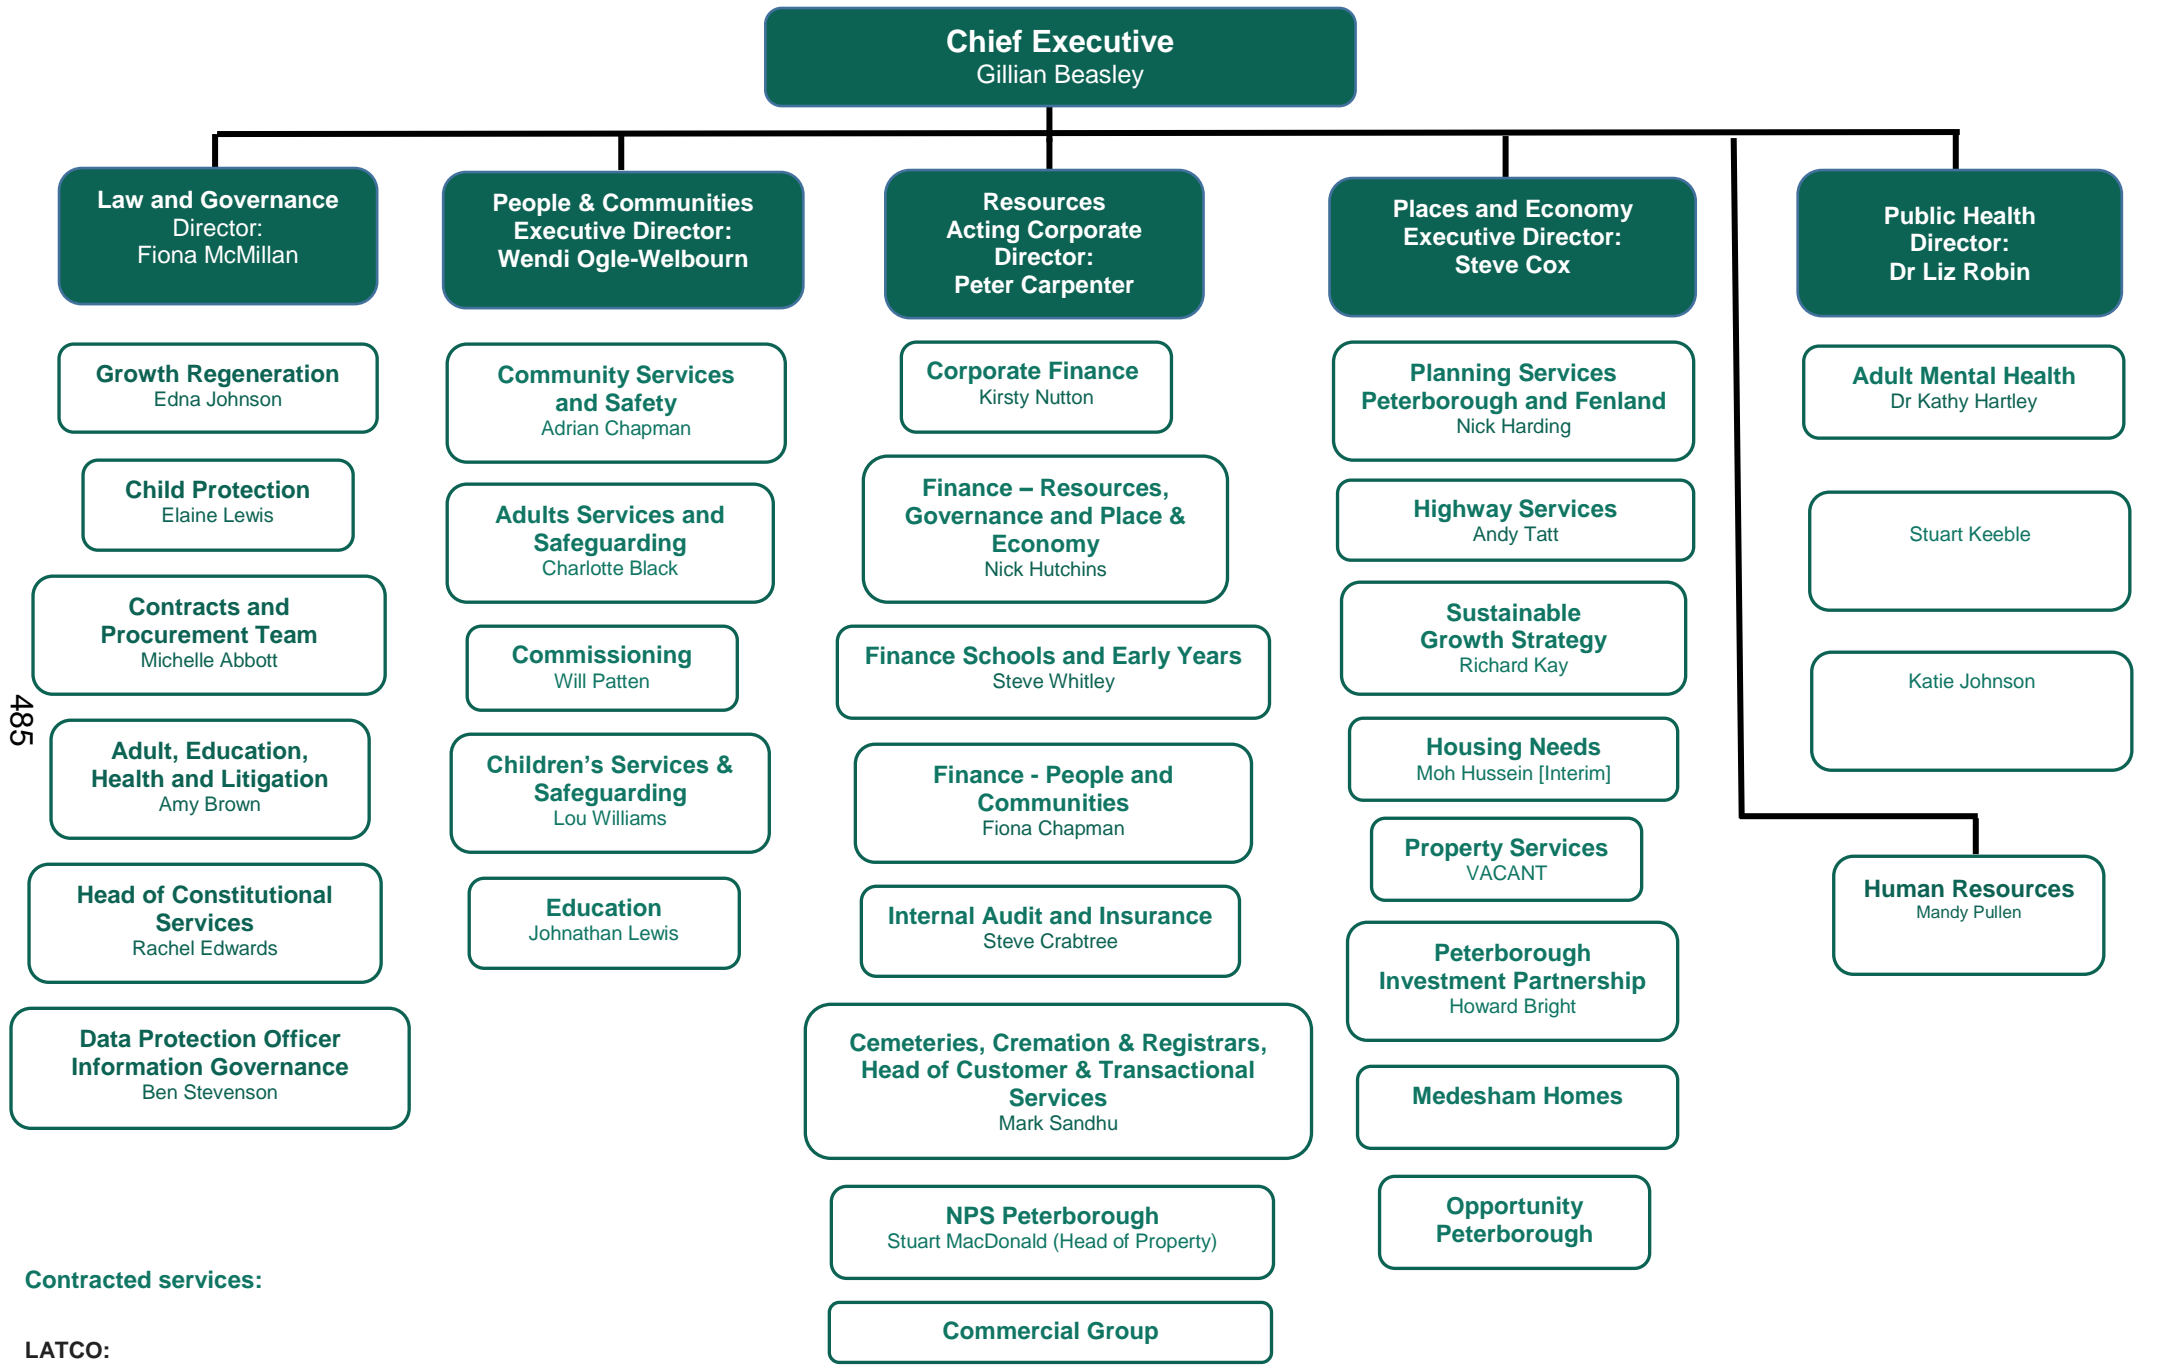 Chief Executive
Gillian Beasley
Law and Governance
Director:
Fiona McMillan
Growth Regeneration
Edna Johnson
Child Protection
Elaine Lewis
Contracts and
Procurement Team
Michelle Abbott
Adult, Education,
Health and Litigation
Amy Brown
Head of Constitutional
Services
Rachel Edwards
Data Protection Officer
Information Governance
Ben Stevenson
People & Communities
Executive Director:
Wendi Ogle-Welbourn
Community Services
and Safety
Adrian Chapman
Adults Services and
Safeguarding
Charlotte Black
Commissioning
Will Patten
Children’s Services &
Safeguarding
Lou Williams
Education
Johnathan Lewis
Resources
Acting Corporate
Director:
Peter Carpenter
Corporate Finance
Kirsty Nutton
Finance – Resources,
Governance and Place &
Economy
Nick Hutchins
Finance Schools and Early Years
Steve Whitley
Finance - People and
Communities
Fiona Chapman
Internal Audit and Insurance
Steve Crabtree
Cemeteries, Cremation & Registrars,
Head of Customer & Transactional
Services
Mark Sandhu
NPS Peterborough
Stuart MacDonald (Head of Property)
Commercial Group
Places and Economy
Executive Director:
Steve Cox
Planning Services
Peterborough and Fenland
Nick Harding
Highway Services
Andy Tatt
Sustainable
Growth Strategy
Richard Kay
Housing Needs
Moh Hussein [Interim]
Property Services
VACANT
Peterborough
Investment Partnership
Howard Bright
Medesham Homes
Opportunity
Peterborough
Public Health
Director:
Dr Liz Robin
Adult Mental Health
Dr Kathy Hartley
Stuart Keeble
Katie Johnson
Human Resources
Mandy Pullen
485
Contracted services:
LATCO: